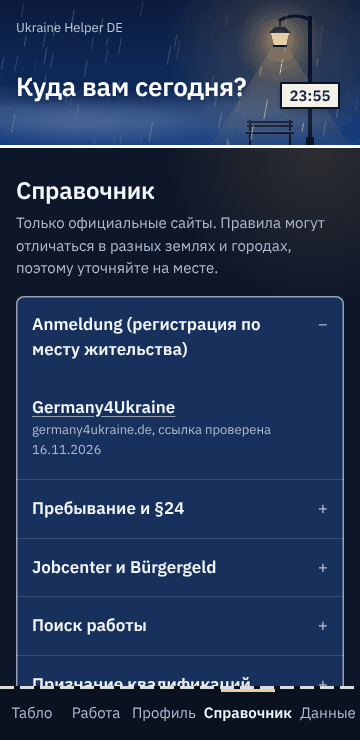 Ukraine Helper DE
Куда вам сегодня?
23:55
Справочник
Только официальные сайты. Правила могут
отличаться в разных землях и городах,
поэтому уточняйте на месте.
Anmeldung (регистрация по
месту жительства)
−
Germany4Ukraine
germany4ukraine.de, ссылка проверена
16.11.2026
Пребывание и §24
+
Jobcenter и Bürgergeld
+
Поиск работы
+
Признание квалификаций
+
Табло Работа Профиль Справочник Данные